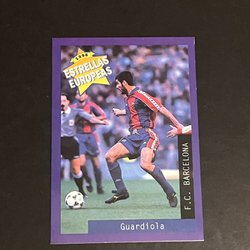 ESTRELLAS
EUROPEAS
F.C. BARCELONA
Guardiola